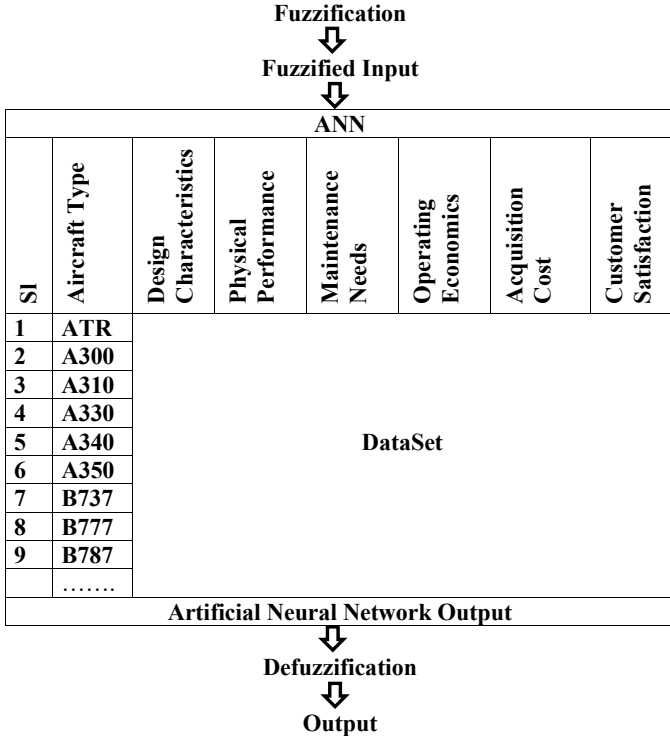 Fuzzification
Fuzzified Input
ANN
Sl
Aircraft Type
Design
Characteristics
Physical
Performance
Maintenance
Needs
Operating
Economics
Acquisition
Cost
Customer
Satisfaction
1 ATR
2 A300
3 A310
4 A330
5 A340 DataSet
6 A350
7 B737
8 B777
9 B787
…….
Artificial Neural Network Output
Defuzzification
Output